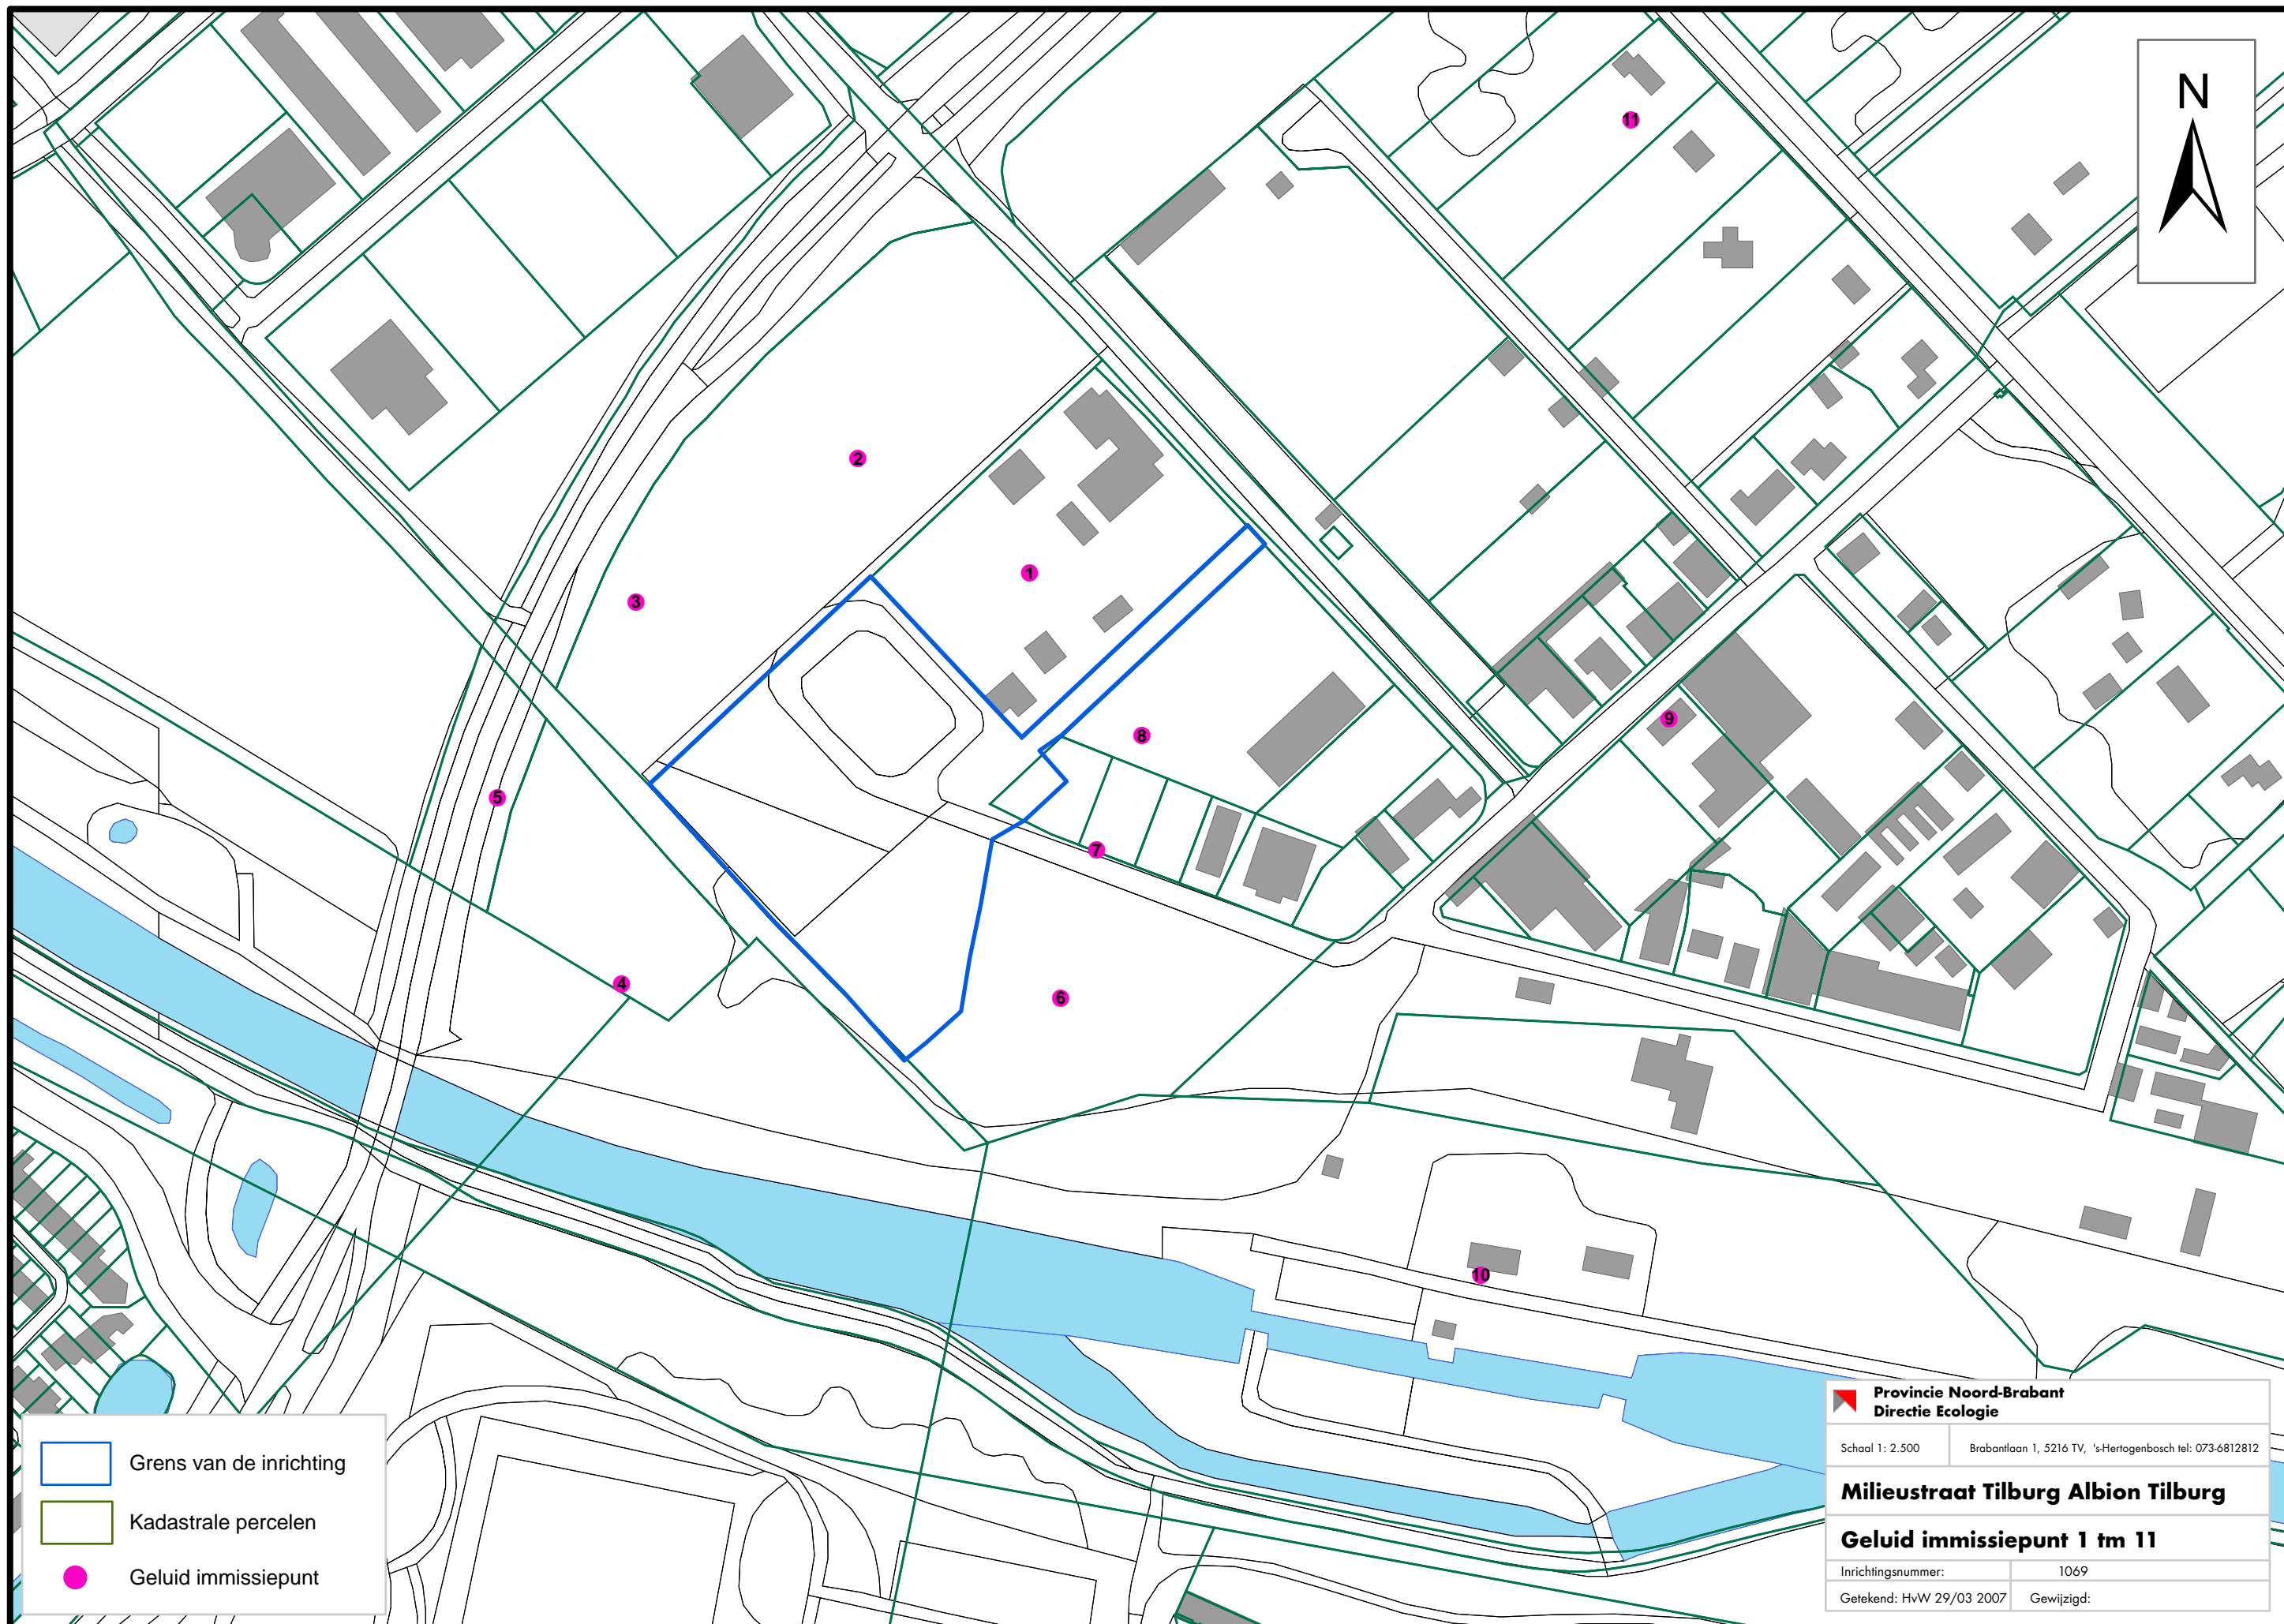 N
11
2
1
3
9
8
5
7
4
6
10
Grens van de inrichting
Kadastrale percelen
Geluid immissiepunt
Provincie Noord-Brabant
Directie Ecologie
Schaal 1: 2.500
Brabantlaan 1, 5216 TV, 's-Hertogenbosch tel: 073-6812812
Milieustraat Tilburg Albion Tilburg
Geluid immissiepunt 1 tm 11
Inrichtingsnummer: 1069
Getekend: HvW 29/03 2007 Gewijzigd: